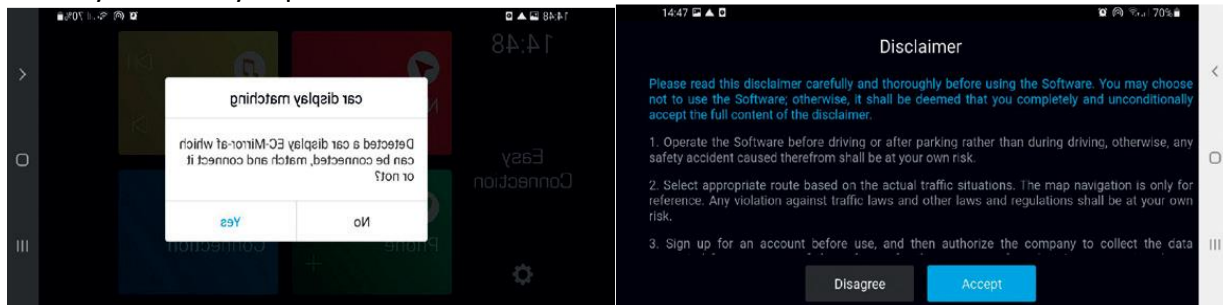 14:48
70%
14:48
car display matching
Detected a car display EC-Mirror-af which
can be connected, match and connect it
or not?
No
Yes
Easy
Connection
Phone
Connection
14:47
70%
Disclaimer
Please read this disclaimer carefully and thoroughly before using the Software. You may choose
not to use the Software; otherwise, it shall be deemed that you completely and unconditionally
accept the full content of the disclaimer.
1. Operate the Software before driving or after parking rather than during driving, otherwise, any
safety accident caused therefrom shall be at your own risk.
2. Select appropriate route based on the actual traffic situations. The map navigation is only for
reference. Any violation against traffic laws and other laws and regulations shall be at your own
risk.
3. Sign up for an account before use, and then authorize the company to collect the data
Disagree
Accept